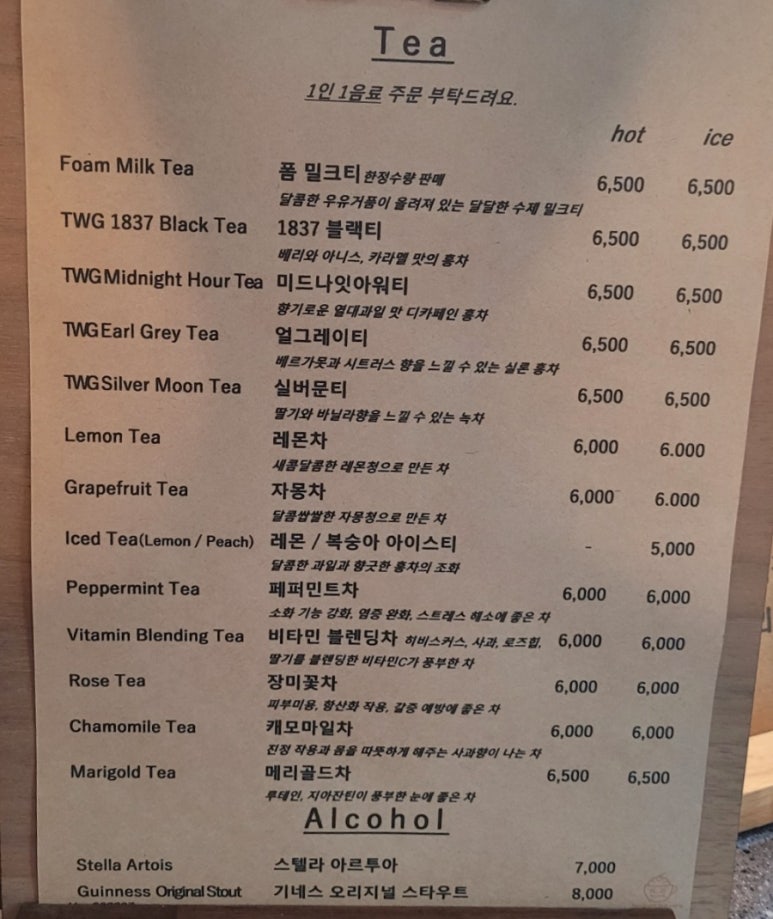 Tea
1인 1음료 주문 부탁드려요.
hot ice
Foam Milk Tea 폼 밀크티 한정수량 판매 6,500 6,500
달콤한 우유거품이 올려져 있는 달달한 수제 밀크티
TWG 1837 Black Tea 1837 블랙티 6,500 6,500
베리와 아니스, 카라멜 맛의 홍차
TWG Midnight Hour Tea 미드나잇아워티 6,500 6,500
향기로운 열대과일 맛 디카페인 홍차
TWG Earl Grey Tea 얼그레이티 6,500 6,500
베르가못과 시트러스 향을 느낄 수 있는 실론 홍차
TWG Silver Moon Tea 실버문티 6,500 6,500
딸기와 바닐라향을 느낄 수 있는 녹차
Lemon Tea 레몬차 6,000 6.000
새콤달콤한 레몬청으로 만든 차
Grapefruit Tea 자몽차 6,000 6.000
달콤쌉쌀한 자몽청으로 만든 차
Iced Tea(Lemon / Peach) 레몬 / 복숭아 아이스티 - 5,000
달콤한 과일과 향긋한 홍차의 조화
Peppermint Tea 페퍼민트차 6,000 6,000
소화 기능 강화, 염증 완화, 스트레스 해소에 좋은 차
Vitamin Blending Tea 비타민 블렌딩차 히비스커스, 사과, 로즈힙, 6,000 6,000
딸기를 블렌딩한 비타민C가 풍부한 차
Rose Tea 장미꽃차 6,000 6,000
피부미용, 항산화 작용, 갈증 예방에 좋은 차
Chamomile Tea 캐모마일차 6,000 6,000
진정 작용과 몸을 따뜻하게 해주는 사과향이 나는 차
Marigold Tea 메리골드차 6,500 6,500
루테인, 지아잔틴이 풍부한 눈에 좋은 차
Alcohol
Stella Artois 스텔라 아르투아 7,000
Guinness Original Stout 기네스 오리지널 스타우트 8,000